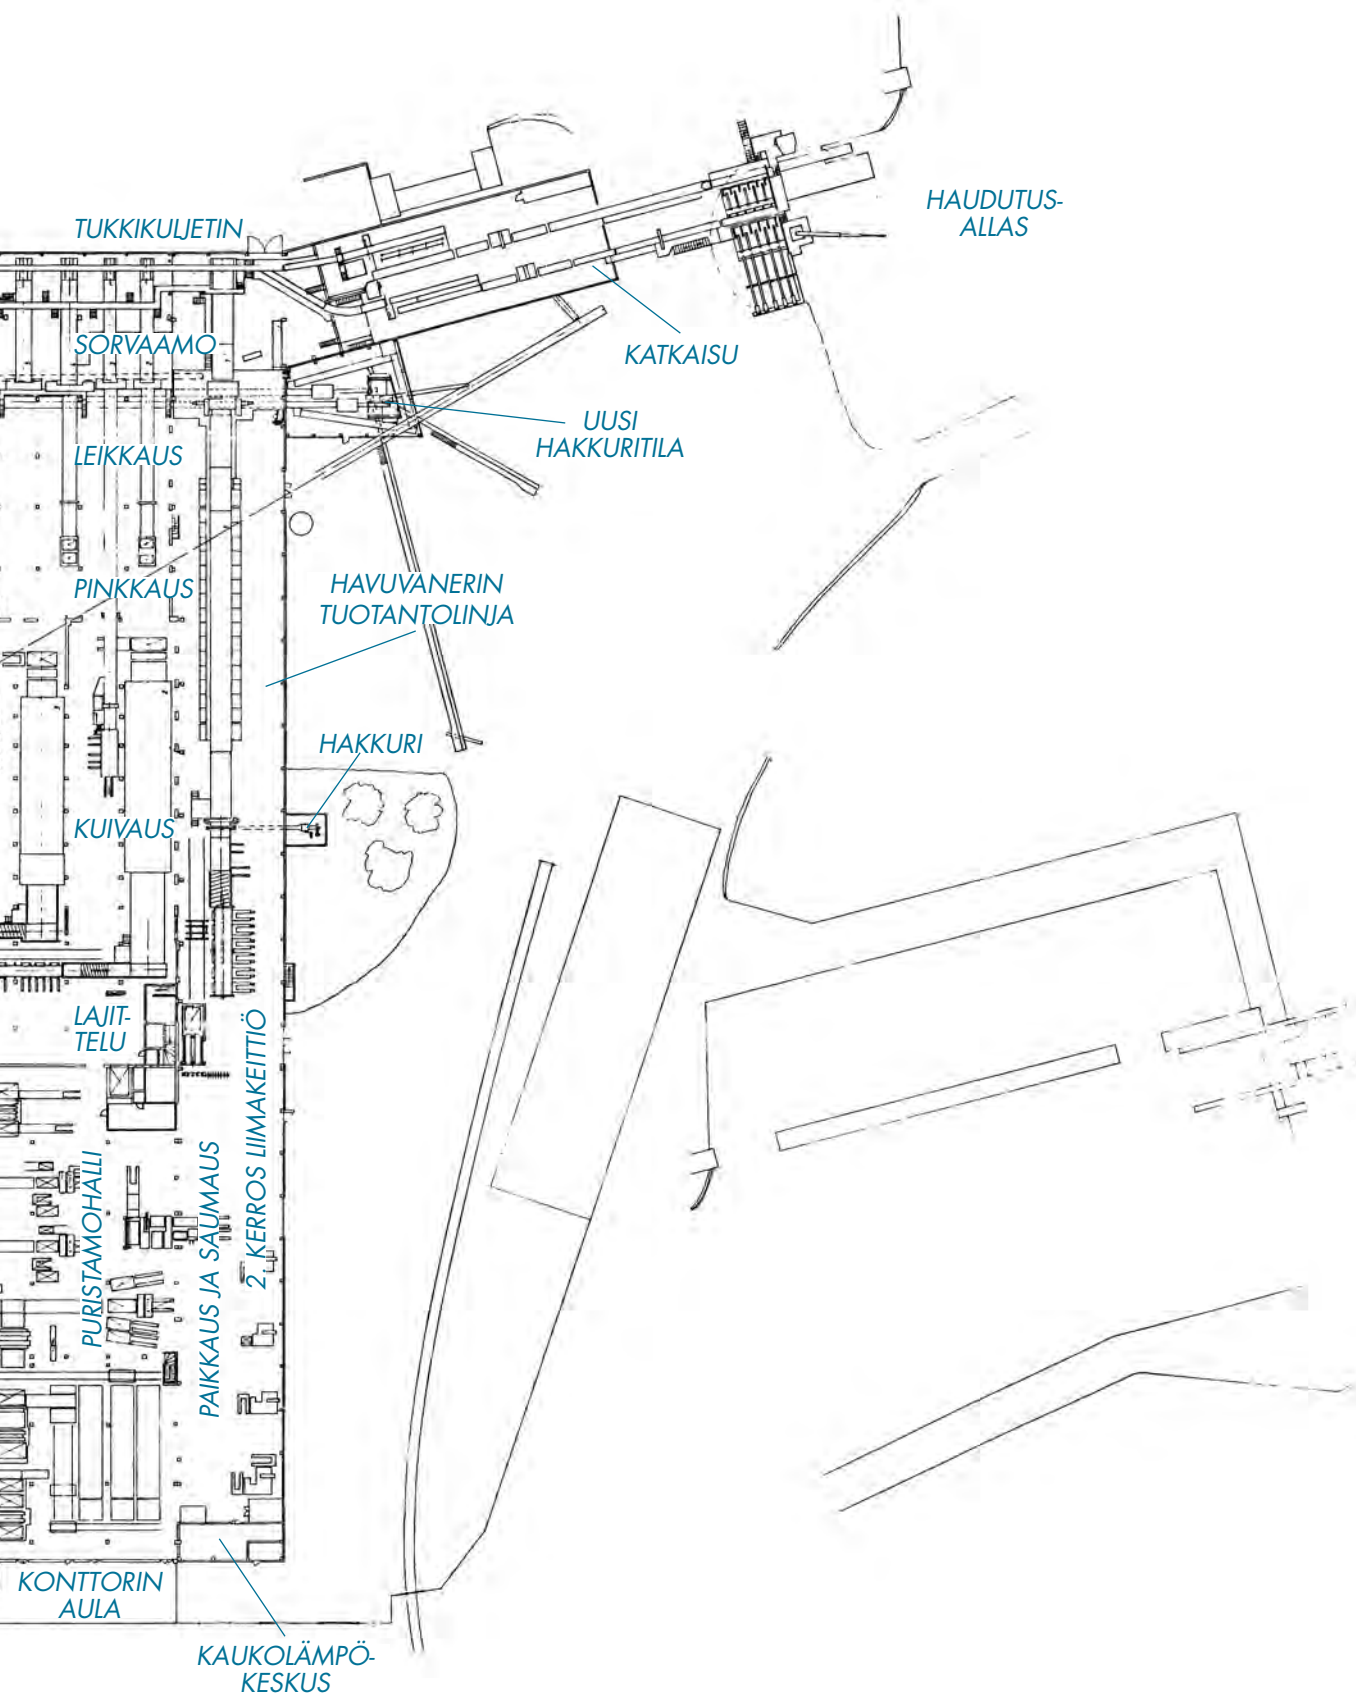 HAUDUTUS-
ALLAS
TUKKIKULJETIN
SORVAAMO
KATKAISU
UUSI
HAKKURITILA
LEIKKAUS
PINKKAUS
HAVUVANERIN
TUOTANTOLINJA
HAKKURI
KUIVAUS
LAJIT-
TELU
PURISTAMOHALLI
PAIKKAUS JA SAUMAUS
2. KERROS LIIMAKEITTIÖ
KONTTORIN
AULA
KAUKOLÄMPÖ-
KESKUS